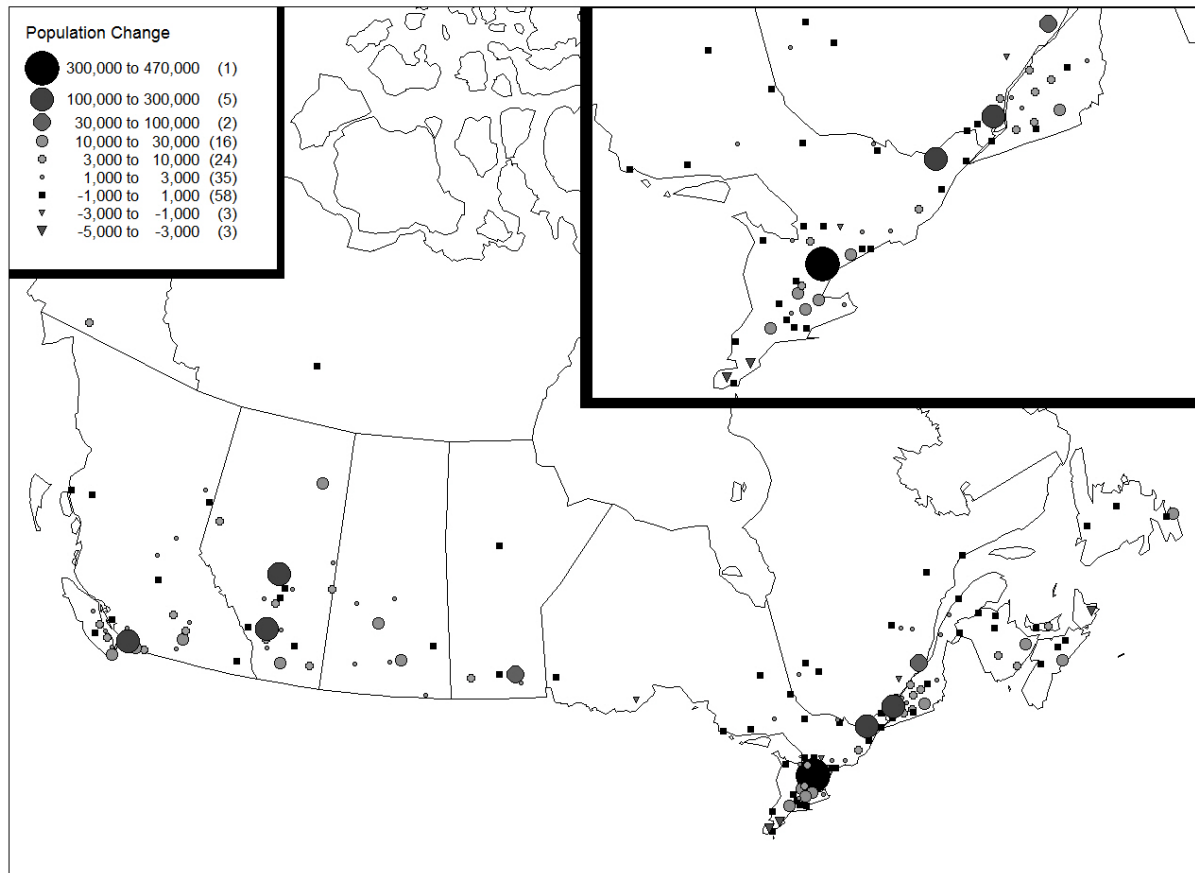 Population Change
300,000 to 470,000 (1)
100,000 to 300,000 (5)
30,000 to 100,000 (2)
10,000 to 30,000 (16)
3,000 to 10,000 (24)
1,000 to 3,000 (35)
-1,000 to 1,000 (58)
-3,000 to -1,000 (3)
-5,000 to -3,000 (3)